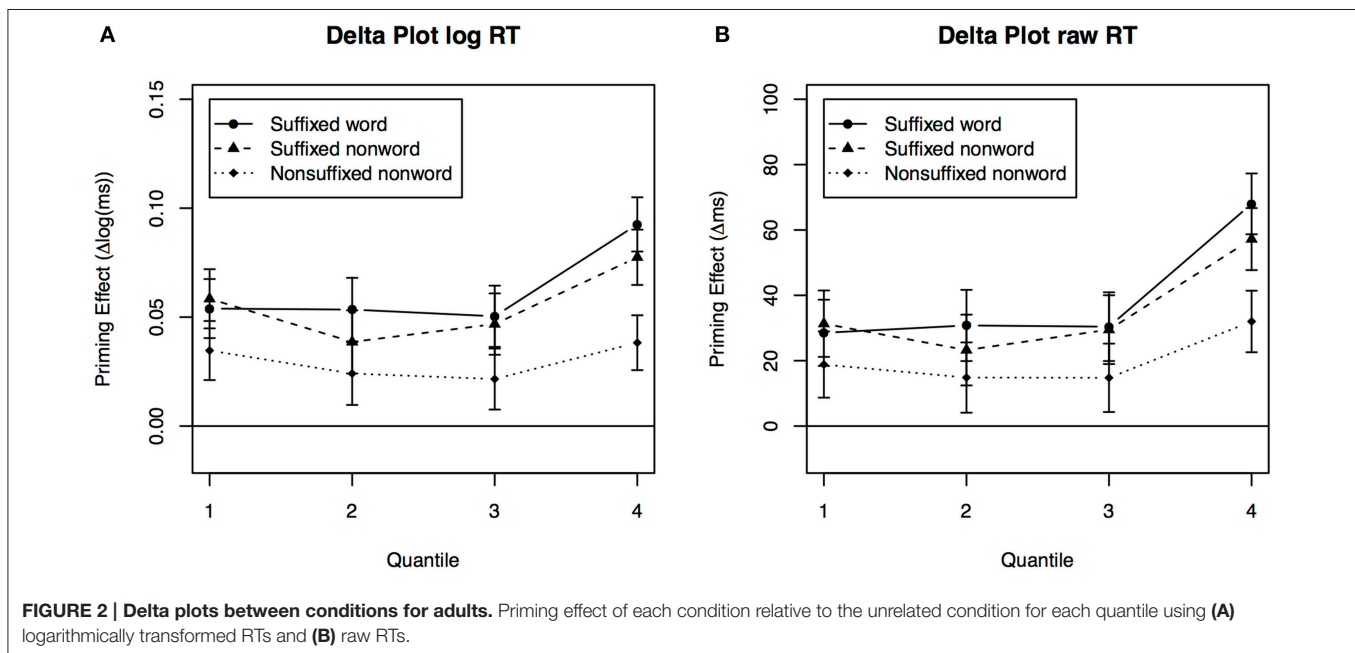 A
Delta Plot log RT
Priming Effect (Δlog(ms))
0.15
0.10
0.05
0.00
Suffixed word
Suffixed nonword
Nonsuffixed nonword
1 2 3 4
Quantile
B
Delta Plot raw RT
Priming Effect (Δms)
100
80
60
40
20
0
Suffixed word
Suffixed nonword
Nonsuffixed nonword
1 2 3 4
Quantile
FIGURE 2 | Delta plots between conditions for adults. Priming effect of each condition relative to the unrelated condition for each quantile using (A)
logarithmically transformed RTs and (B) raw RTs.